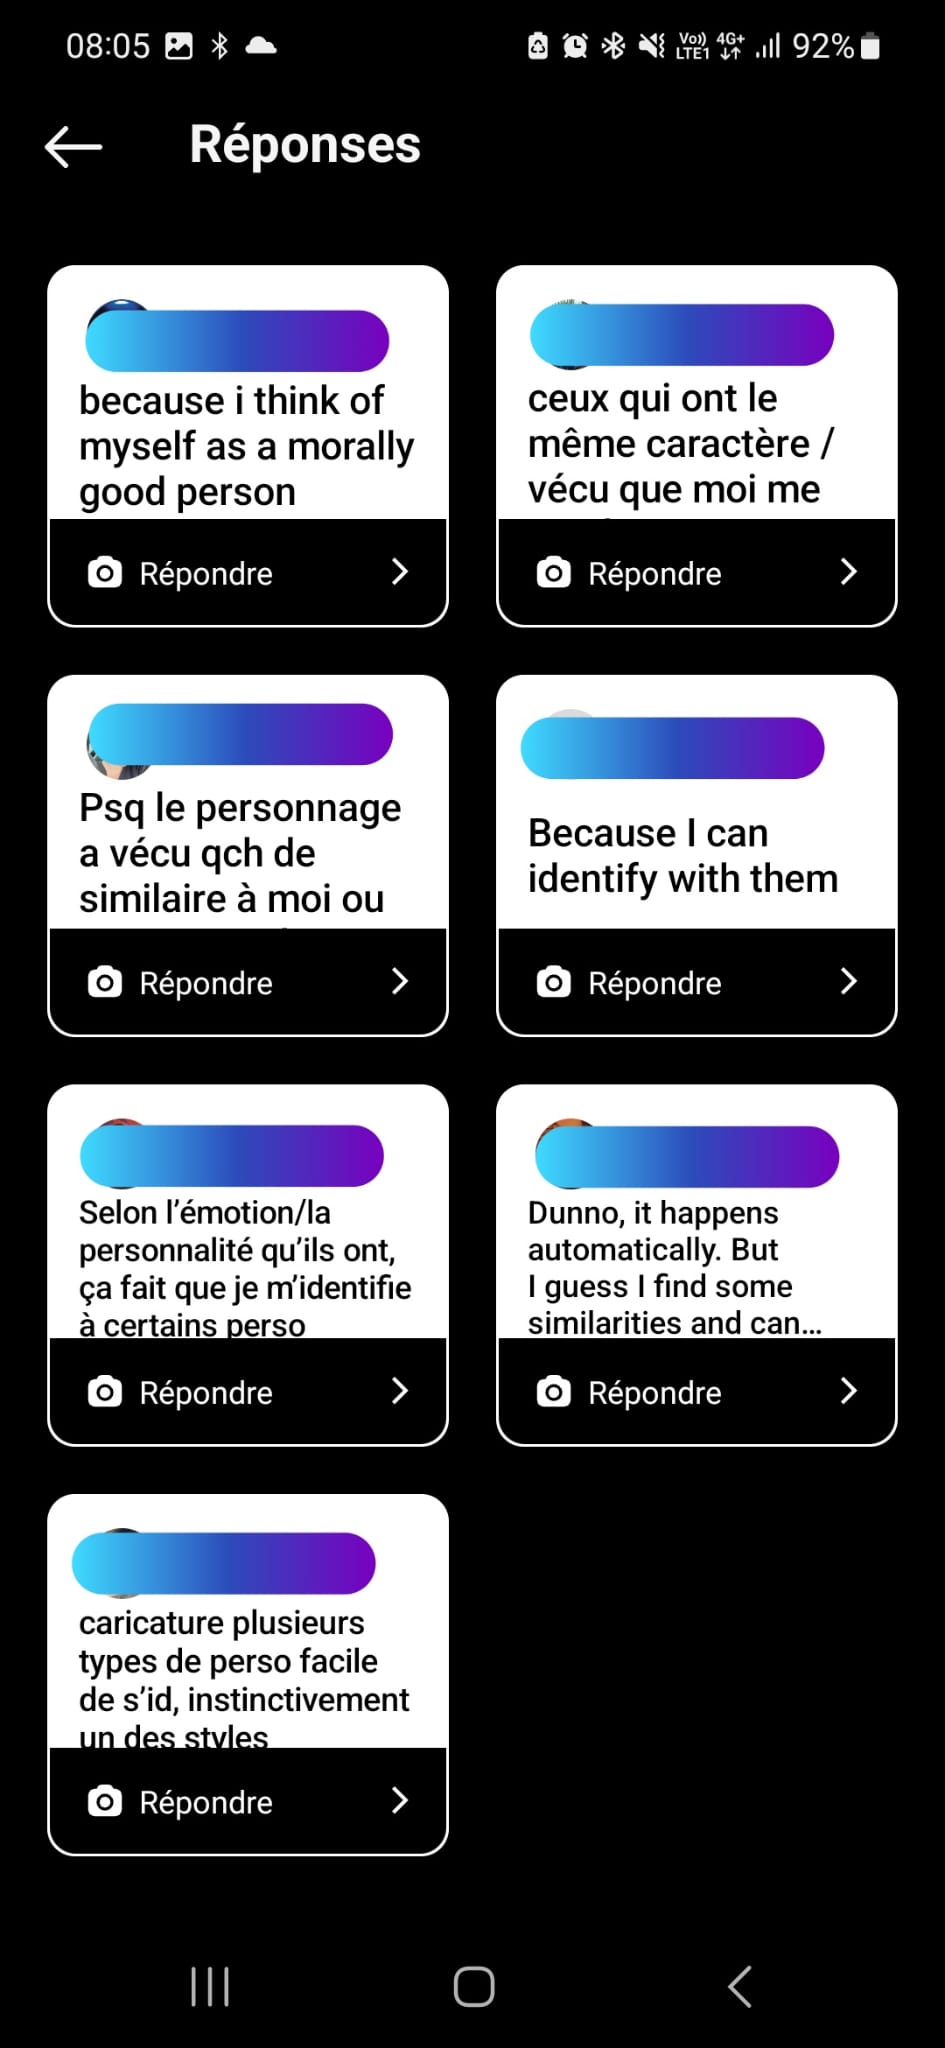 08:05
Vo))
LTE1
4G+
92%
Réponses
because i think of
myself as a morally
good person
Répondre
ceux qui ont le
même caractère /
vécu que moi me
Répondre
Psq le personnage
a vécu qch de
similaire à moi ou
Répondre
Because I can
identify with them
Répondre
Selon l’émotion/la
personnalité qu’ils ont,
ça fait que je m’identifie
à certains perso
Répondre
Dunno, it happens
automatically. But
I guess I find some
similarities and can...
Répondre
caricature plusieurs
types de perso facile
de s’id, instinctivement
un des styles
Répondre